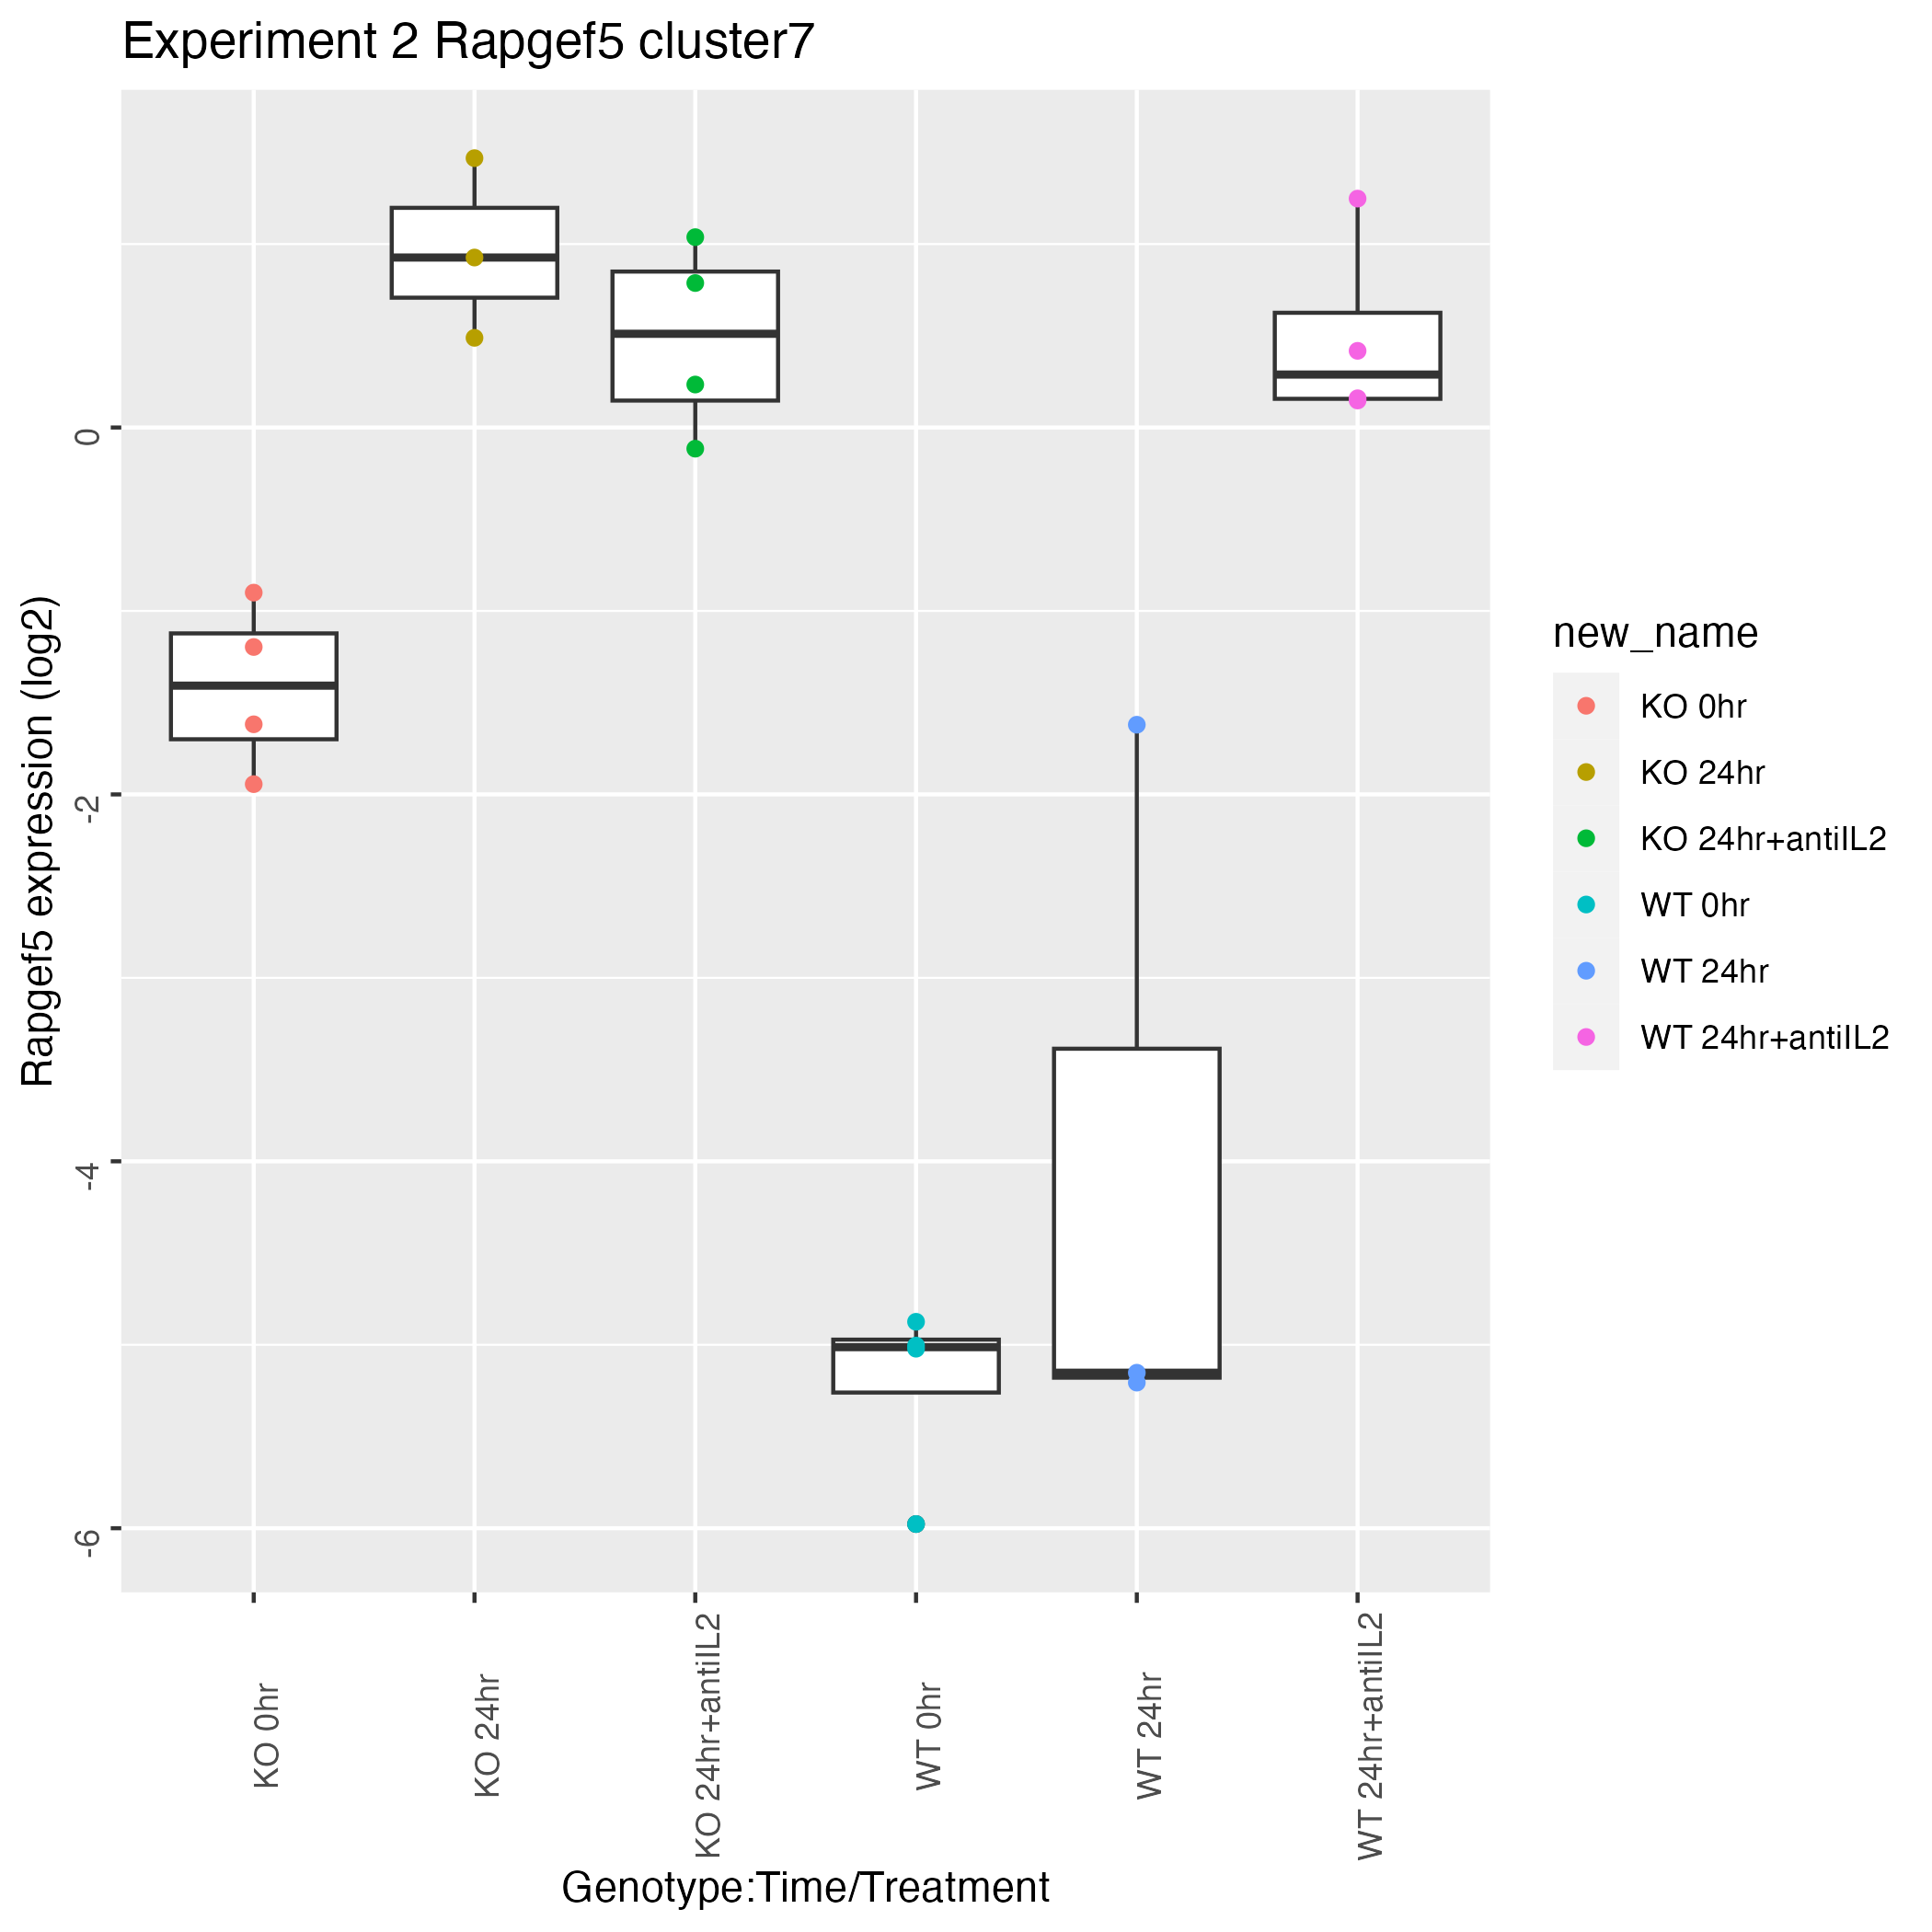 Experiment 2 Rapgef5 cluster7
Rapgef5 expression (log2)
0
-2
-4
-6
KO 0hr
KO 24hr
KO 24hr+antiIL2
WT 0hr
WT 24hr
WT 24hr+antiIL2
Genotype:Time/Treatment
new_name
KO 0hr
KO 24hr
KO 24hr+antiIL2
WT 0hr
WT 24hr
WT 24hr+antiIL2